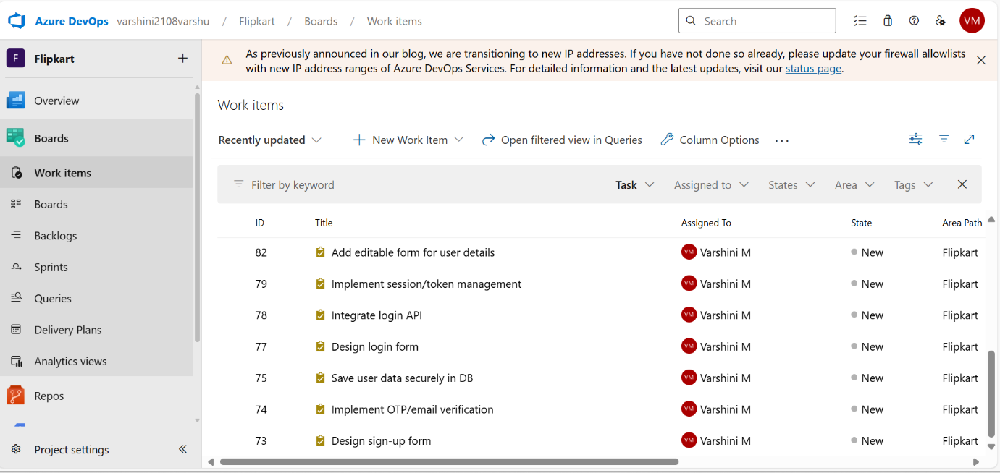 Azure DevOps varshini2108varshu / Flipkart / Boards / Work items Search VM
F Flipkart +
As previously announced in our blog, we are transitioning to new IP addresses. If you have not done so already, please update your firewall allowlists
with new IP address ranges of Azure DevOps Services. For detailed information and the latest updates, visit our status page.
Overview
Boards
Work items
Boards
Backlogs
Sprints
Queries
Delivery Plans
Analytics views
Repos
Project settings
Work items
Recently updated New Work Item Open filtered view in Queries Column Options ...
Filter by keyword Task Assigned to States Area Tags
ID Title Assigned To State Area Path
82 Add editable form for user details VM Varshini M New Flipkart
79 Implement session/token management VM Varshini M New Flipkart
78 Integrate login API VM Varshini M New Flipkart
77 Design login form VM Varshini M New Flipkart
75 Save user data securely in DB VM Varshini M New Flipkart
74 Implement OTP/email verification VM Varshini M New Flipkart
73 Design sign-up form VM Varshini M New Flipkart